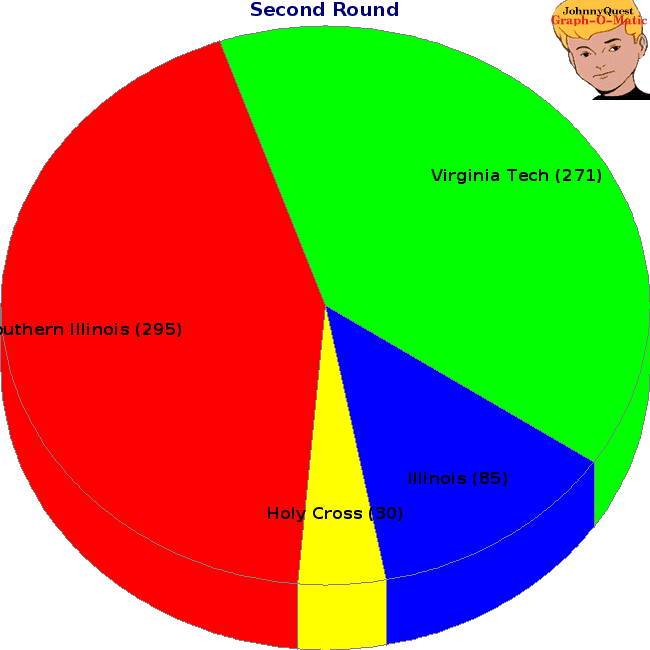 Second Round
JohnnyQuest
Graph-O-Matic
Virginia Tech (271)
outhern Illinois (295)
Illinois (85)
Holy Cross (30)